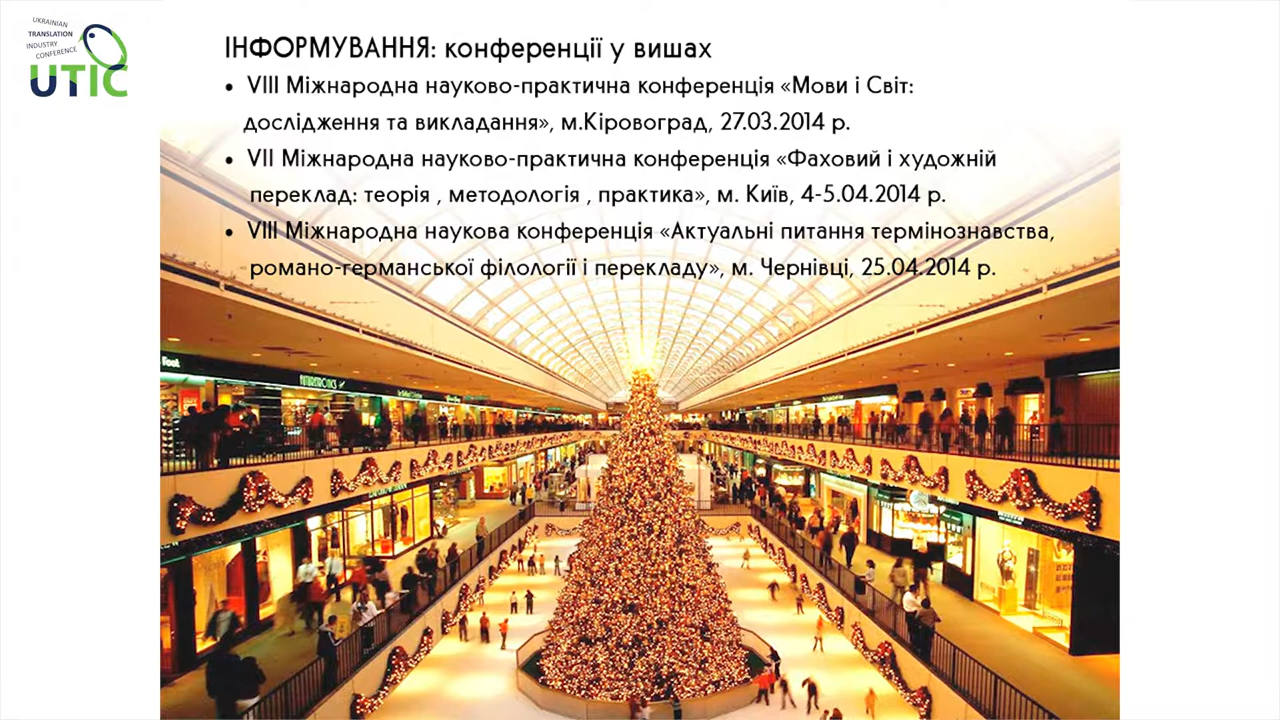 UKRAINIAN
TRANSLATION
INDUSTRY
CONFERENCE
UTIC
ІНФОРМУВАННЯ: конференції у вишах
• VIII Міжнародна науково-практична конференція «Мови і Світ:
дослідження та викладання», м.Кіровоград, 27.03.2014 р.
• VII Міжнародна науково-практична конференція «Фаховий і художній
переклад: теорія , методологія , практика», м. Київ, 4-5.04.2014 р.
• VIII Міжнародна наукова конференція «Актуальні питання термінознавства,
романо-германської філології і перекладу», м. Чернівці, 25.04.2014 р.